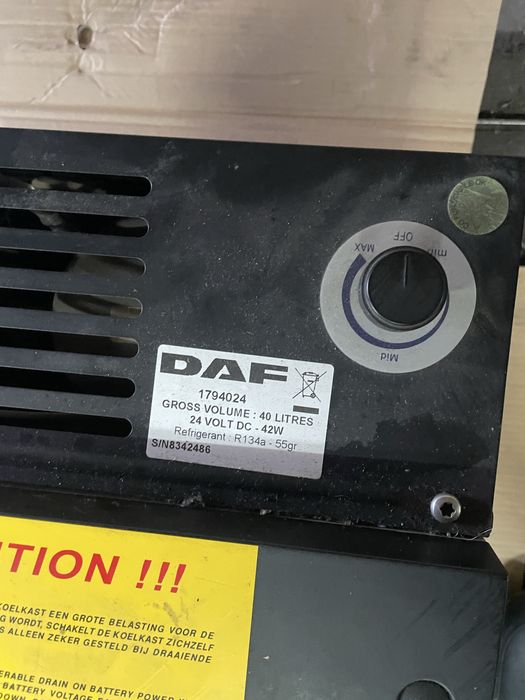 OFF
min
MAX
Mid
DAF
1794024
GROSS VOLUME : 40 LITRES
24 VOLT DC - 42W
Refrigerant : R134a - 55gr
S/N8342486
TION !!!
KOELKAST EEN GROTE BELASTING VOOR DE
G WORDT, SCHAKELT DE KOELKAST ZICHZELF
S ALLEEN ZEKER GESTELD BIJ DRAAIENDE
ERABLE DRAIN ON BATTERY POWER
BATTERY VOLTAGE